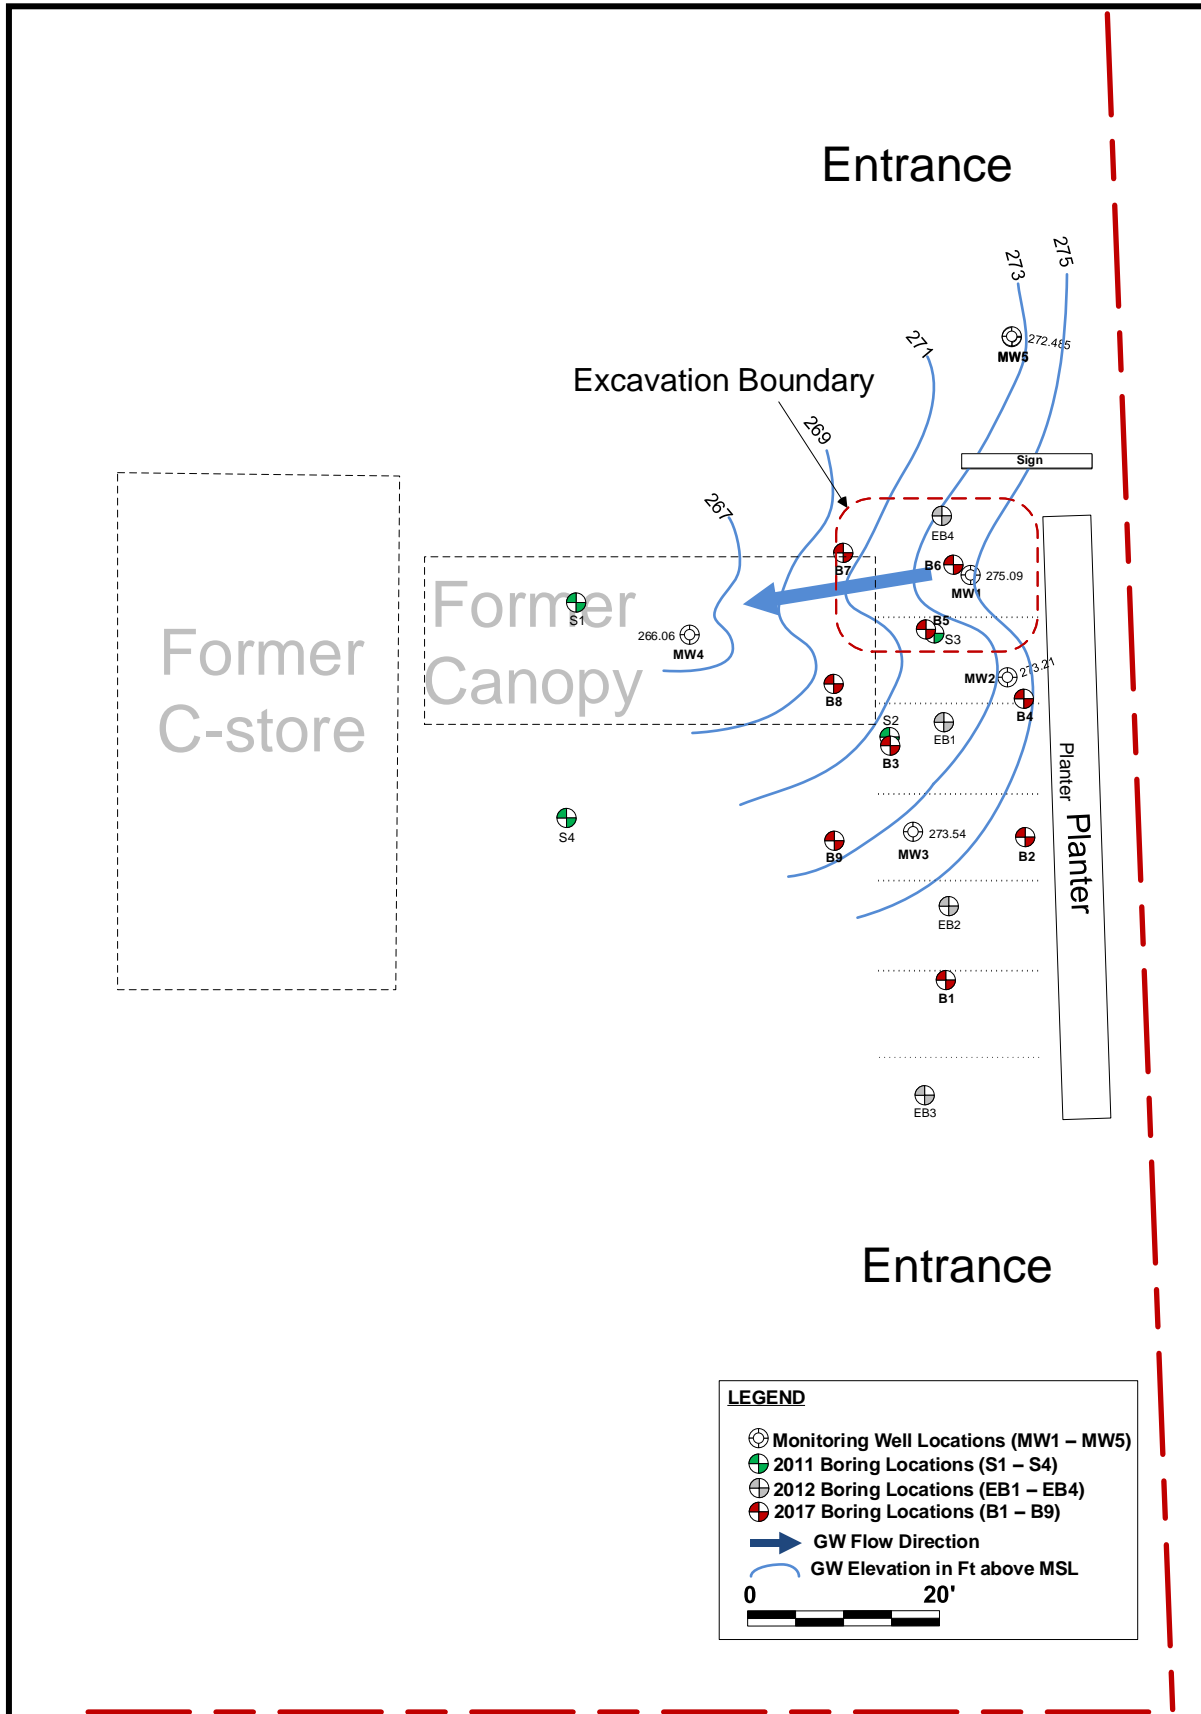 Entrance
273
275
271
272.485
MW5
Excavation Boundary
269
Sign
267
EB4
B7
B6
275.09
MW1
Former
Canopy
S1
B5
S3
266.06
MW4
Former
C-store
MW2
273.21
B8
B4
S2
EB1
B3
Planter
Planter
S4
MW3
273.54
B9
B2
EB2
B1
EB3
Entrance
LEGEND
Monitoring Well Locations (MW1 – MW5)
2011 Boring Locations (S1 – S4)
2012 Boring Locations (EB1 – EB4)
2017 Boring Locations (B1 – B9)
GW Flow Direction
GW Elevation in Ft above MSL
0 20'